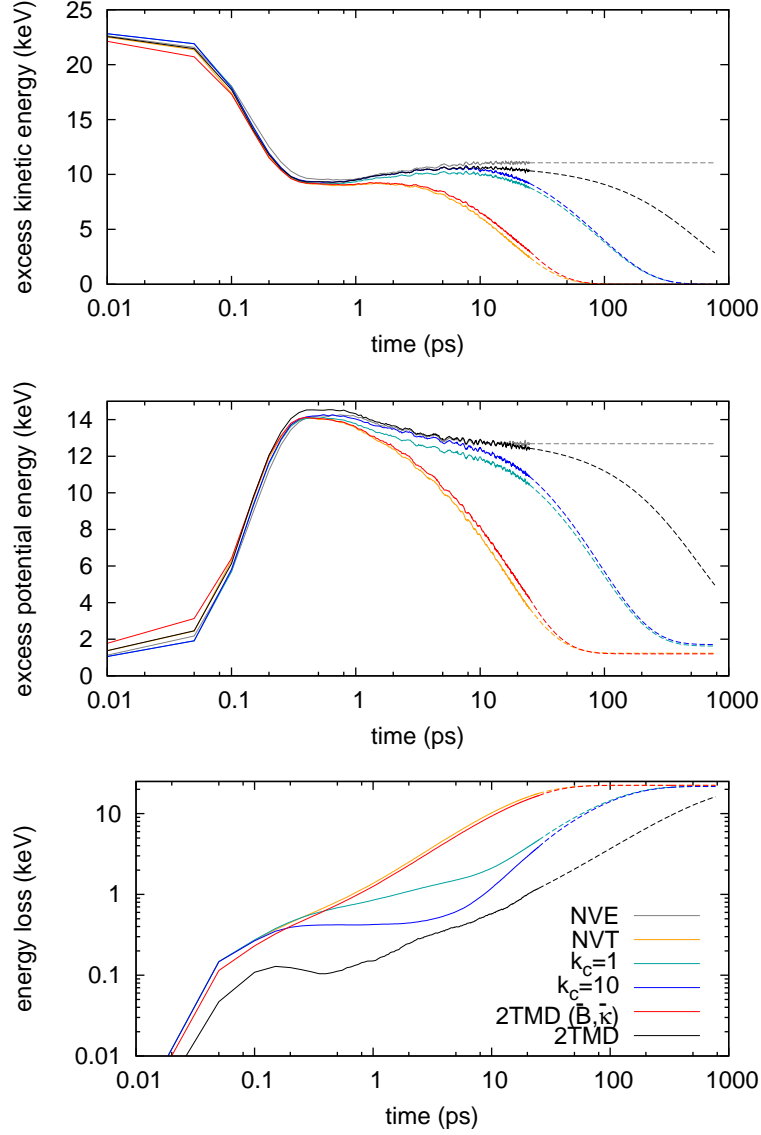 excess kinetic energy (keV)
25
20
15
10
5
0
0.01 0.1 1 10 100 1000
time (ps)
excess potential energy (keV)
14
12
10
8
6
4
2
0
0.01 0.1 1 10 100 1000
time (ps)
energy loss (keV)
10
1
0.1
0.01
NVE
NVT
k_c=1
k_c=10
2TMD (B̄,κ̄)
2TMD
0.01 0.1 1 10 100 1000
time (ps)